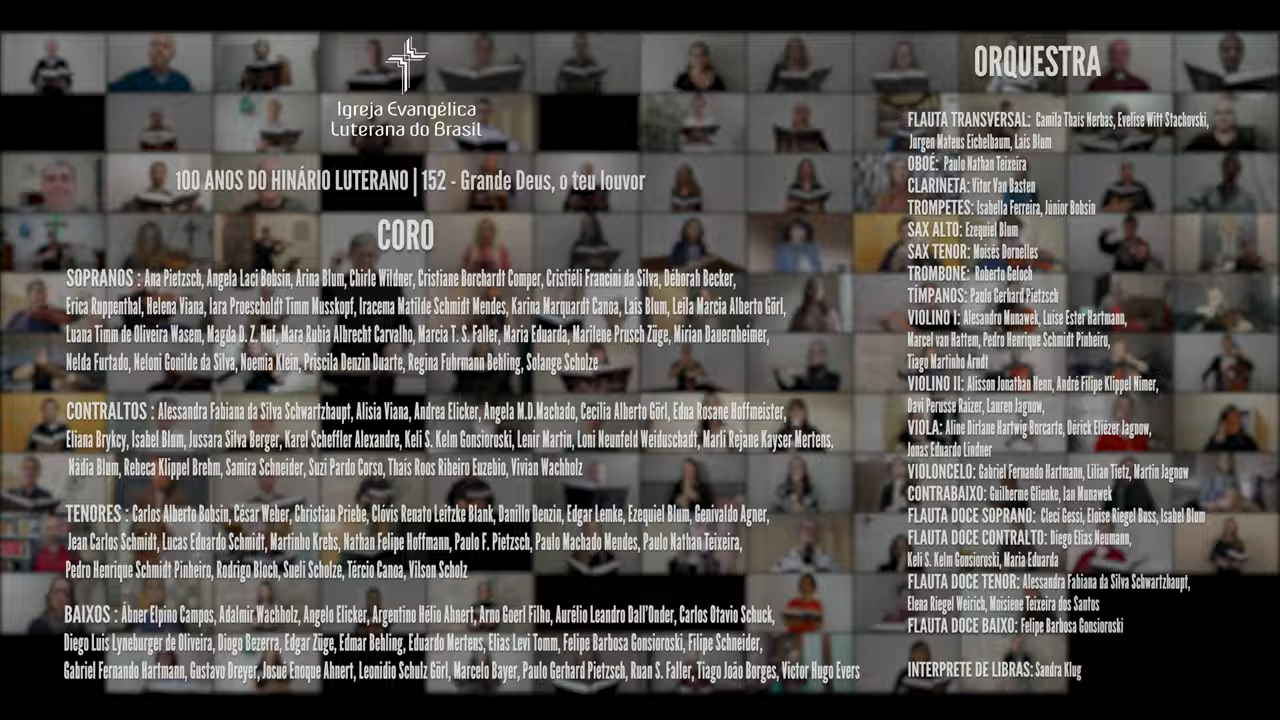 Igreja Evangélica
Luterana do Brasil
100 ANOS DO HINÁRIO LUTERANO | 152 - Grande Deus, o teu louvor
CORO
SOPRANOS : Ana Pietzsch, Angela Laci Bobsin, Arina Blum, Chirle Wildner, Cristiane Borchardt Comper, Cristiéli Francini da Silva, Déborah Becker,
Erica Ruppenthal, Helena Viana, Iara Proescholdt Timm Musskopf, Iracema Matilde Schmidt Mendes, Karina Marquardt Canoa, Lais Blum, Leila Marcia Alberto Görl,
Luana Timm de Oliveira Wasem, Magda D. Z. Huf, Mara Rubia Albrecht Carvalho, Marcia T. S. Faller, Maria Eduarda, Marilene Prusch Züge, Mirian Dauernheimer,
Nelda Furtado, Neloni Gonilde da Silva, Noemia Klein, Priscila Denzin Duarte, Regina Fuhrmann Behling, Solange Scholze
CONTRALTOS : Alessandra Fabiana da Silva Schwartzhaupt, Alisia Viana, Andrea Elicker, Angela M.D.Machado, Cecília Alberto Görl, Edna Rosane Hoffmeister,
Eliana Brykcy, Isabel Blum, Jussara Silva Berger, Karel Scheffler Alexandre, Keli S. Kelm Gonsioroski, Lenir Martin, Loni Neunfeld Weiduschadt, Marli Rejane Kayser Mertens,
Nádia Blum, Rebeca Klippel Brehm, Samira Schneider, Suzi Pardo Corso, Thais Roos Ribeiro Euzebio, Vivian Wachholz
TENORES : Carlos Alberto Bobsin, César Weber, Christian Priebe, Clóvis Renato Leitzke Blank, Danillo Denzin, Edgar Lemke, Ezequiel Blum, Genivaldo Agner,
Jean Carlos Schmidt, Lucas Eduardo Schmidt, Martinho Krebs, Nathan Felipe Hoffmann, Paulo F. Pietzsch, Paulo Machado Mendes, Paulo Nathan Teixeira,
Pedro Henrique Schmidt Pinheiro, Rodrigo Bloch, Sueli Scholze, Tércio Canoa, Vilson Scholz
BAIXOS : Ábner Elpino Campos, Adalmir Wachholz, Angelo Elicker, Argentino Hélio Ahnert, Arno Goerl Filho, Aurélio Leandro Dall'Onder, Carlos Otavio Schuck,
Diego Luis Lyneburger de Oliveira, Diogo Bezerra, Edgar Züge, Edmar Behling, Eduardo Mertens, Elias Levi Tomm, Felipe Barbosa Gonsioroski, Filipe Schneider,
Gabriel Fernando Hartmann, Gustavo Dreyer, Josué Enoque Ahnert, Leonidio Schulz Görl, Marcelo Bayer, Paulo Gerhard Pietzsch, Ruan S. Faller, Tiago João Borges, Victor Hugo Evers
ORQUESTRA
FLAUTA TRANSVERSAL: Camila Thais Nerbas, Evelise Witt Stachovski,
Jurgen Mateus Eichelbaum, Lais Blum
OBOÉ: Paulo Nathan Teixeira
CLARINETA: Vitor Van Basten
TROMPETES: Isabella Ferreira, Júnior Bobsin
SAX ALTO: Ezequiel Blum
SAX TENOR: Moisés Dornelles
TROMBONE: Roberto Geloch
TÍMPANOS: Paulo Gerhard Pietzsch
VIOLINO I: Alesandro Munawek, Luise Ester Hartmann,
Marcel van Hattem, Pedro Henrique Schmidt Pinheiro,
Tiago Martinho Arndt
VIOLINO II: Alisson Jonathan Henn, André Filipe Klippel Nimer,
Davi Perusse Raizer, Lauren Jagnow,
VIOLA: Aline Dirlane Hartwig Borcarte, Dérick Eliézer Jagnow,
Jonas Eduardo Lindner
VIOLONCELO: Gabriel Fernando Hartmann, Lilian Tietz, Martin Jagnow
CONTRABAIXO: Guilherme Glienke, Ian Munawek
FLAUTA DOCE SOPRANO: Cleci Gessi, Eloise Riegel Buss, Isabel Blum
FLAUTA DOCE CONTRALTO: Diego Elias Neumann,
Keli S. Kelm Gonsioroski, Maria Eduarda
FLAUTA DOCE TENOR: Alessandra Fabiana da Silva Schwartzhaupt,
Elena Riegel Weirich, Moisiene Teixeira dos Santos
FLAUTA DOCE BAIXO: Felipe Barbosa Gonsioroski
INTERPRETE DE LIBRAS: Sandra Klug